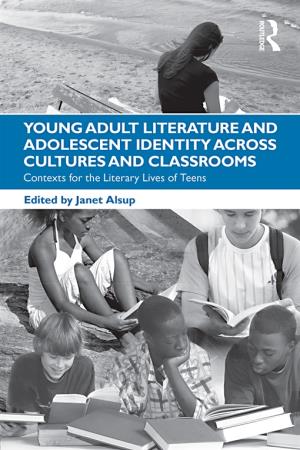 ROUTLEDGE
YOUNG ADULT LITERATURE AND
ADOLESCENT IDENTITY ACROSS
CULTURES AND CLASSROOMS
Contexts for the Literary Lives of Teens
Edited by Janet Alsup